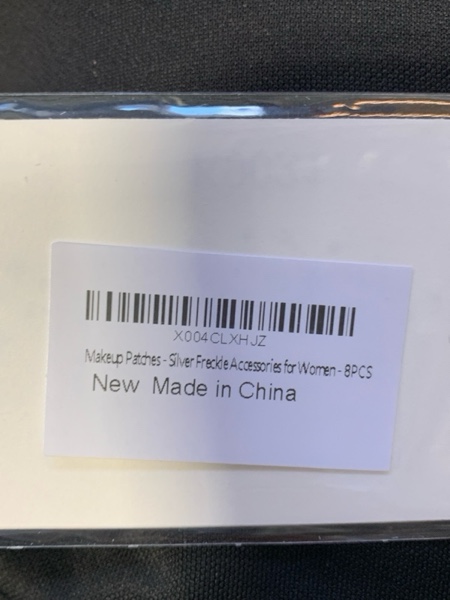 X004CLXHJZ
Makeup Patches - Silver Freckle Accessories for Women - 8PCS
New Made in China